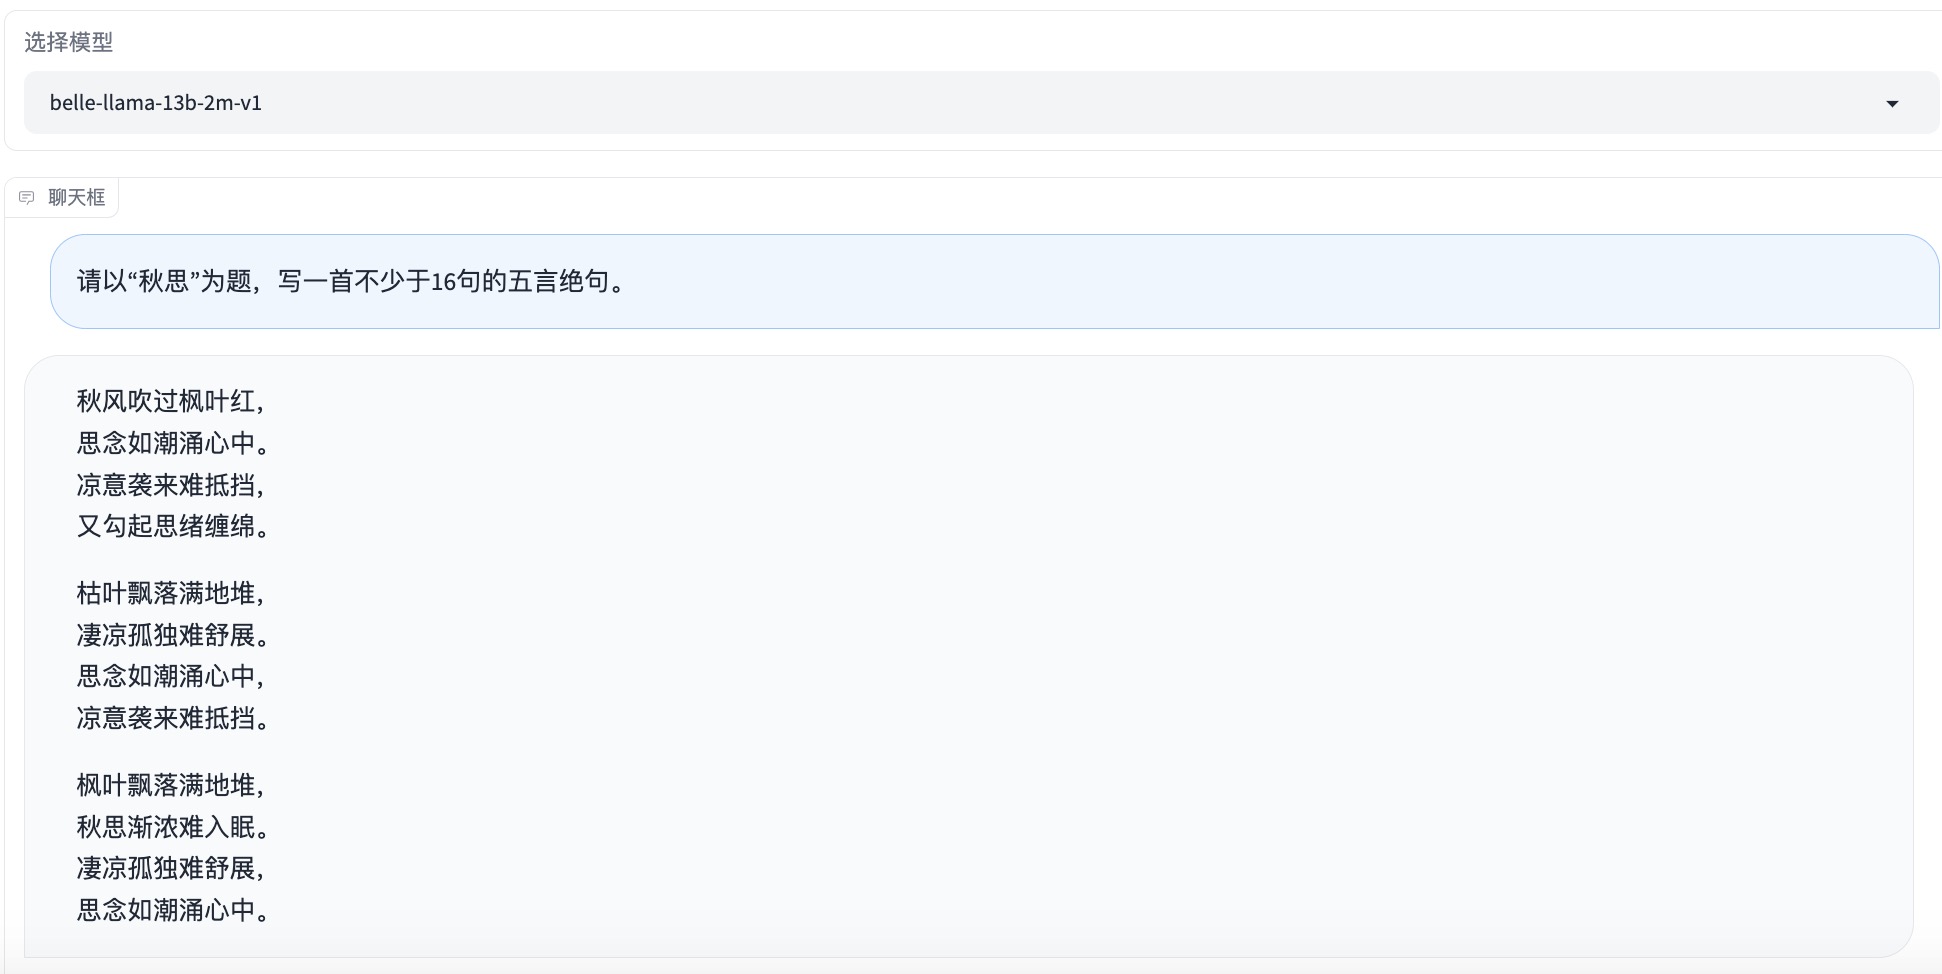 选择模型
belle-llama-13b-2m-v1
聊天框
请以“秋思”为题，写一首不少于16句的五言绝句。
秋风吹过枫叶红，
思念如潮涌心中。
凉意袭来难抵挡，
又勾起思绪缠绵。
枯叶飘落满地堆，
凄凉孤独难舒展。
思念如潮涌心中，
凉意袭来难抵挡。
枫叶飘落满地堆，
秋思渐浓难入眠。
凄凉孤独难舒展，
思念如潮涌心中。